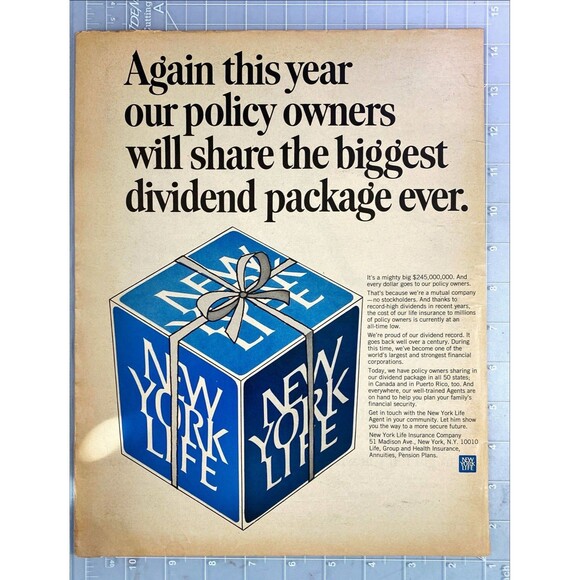 Again this year
our policy owners
will share the biggest
dividend package ever.
NEW
YORK
LIFE
NEW
YORK
LIFE
NEW
YORK
LIFE
It's a mighty big $245,000,000. And
every dollar goes to our policy owners.
That's because we're a mutual company
—no stockholders. And thanks to
record-high dividends in recent years,
the cost of our life insurance to millions
of policy owners is currently at an
all-time low.
We're proud of our dividend record. It
goes back well over a century. During
this time, we've become one of the
world's largest and strongest financial
corporations.
Today, we have policy owners sharing in
our dividend package in all 50 states;
in Canada and in Puerto Rico, too. And
everywhere, our well-trained Agents are
on hand to help you plan your family's
financial security.
Get in touch with the New York Life
Agent in your community. Let him show
you the way to a more secure future.
New York Life Insurance Company
51 Madison Ave., New York, N.Y. 10010
Life, Group and Health Insurance,
Annuities, Pension Plans.
NEW
YORK
LIFE